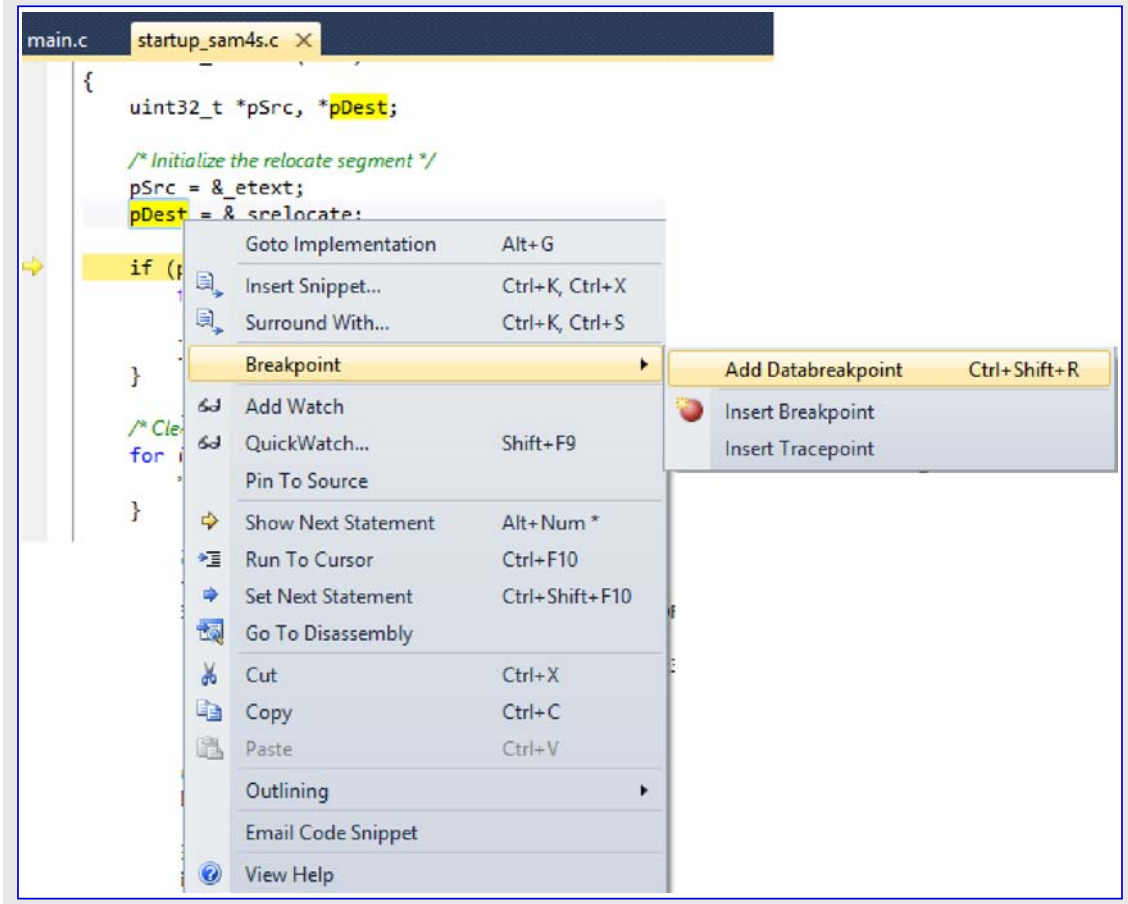 main.c startup_sam4s.c
{
uint32_t *pSrc, *pDest;
/* Initialize the relocate segment */
pSrc = &_etext;
pDest = &_srelocate;
if (p
}
/* Cle
for
}
Goto Implementation Alt+G
Insert Snippet... Ctrl+K, Ctrl+X
Surround With... Ctrl+K, Ctrl+S
Breakpoint
Add Watch
QuickWatch... Shift+F9
Pin To Source
Show Next Statement Alt+Num *
Run To Cursor Ctrl+F10
Set Next Statement Ctrl+Shift+F10
Go To Disassembly
Cut Ctrl+X
Copy Ctrl+C
Paste Ctrl+V
Outlining
Email Code Snippet
View Help
Add Databreakpoint Ctrl+Shift+R
Insert Breakpoint
Insert Tracepoint